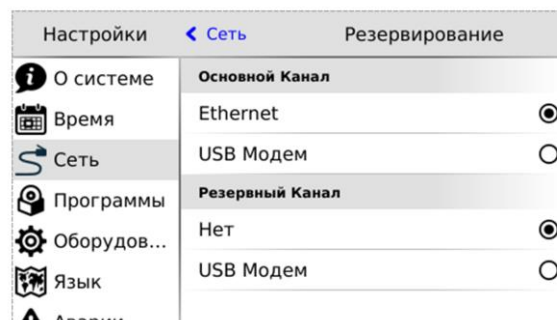 Настройки
Сеть
Резервирование
О системе
Время
Сеть
Программы
Оборудов...
Язык
Аварии
Основной Канал
Ethernet
USB Модем
Резервный Канал
Нет
USB Модем